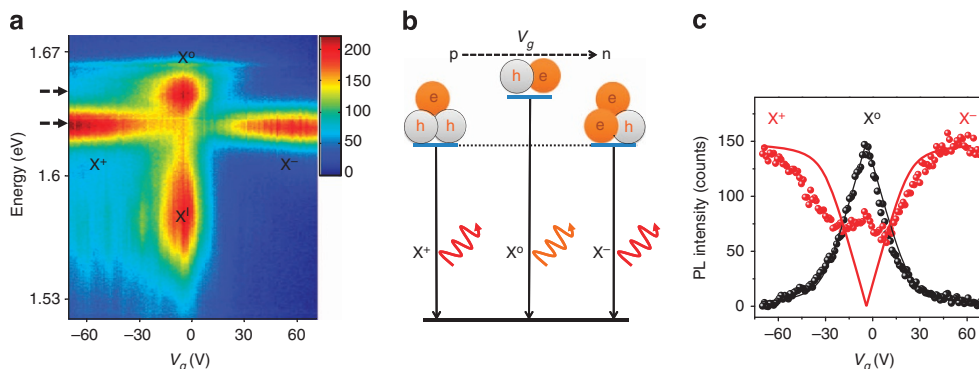 a
1.67
1.6
1.53
Energy (eV)
–60
–30
0
30
60
V_g (V)
X^o
X^+
X^–
X^I
200
150
100
50
0
b
V_g
p
n
h e
e
h h
e
e h
X^+
X^o
X^–
c
X^+
X^o
X^–
150
100
50
0
PL intensity (counts)
–60
–30
0
30
60
V_g (V)